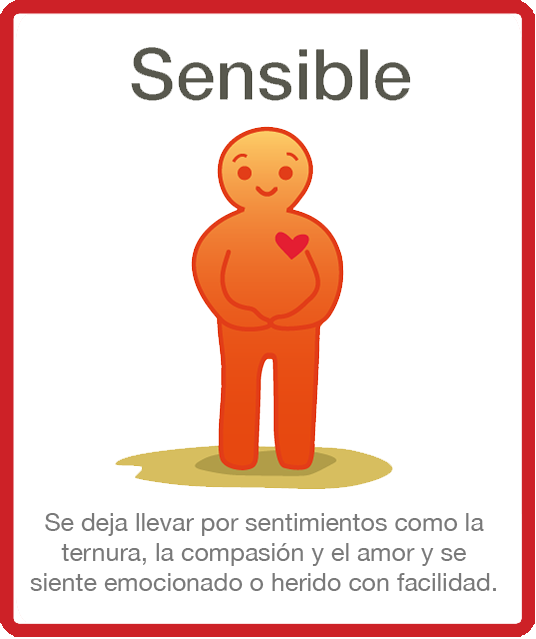 Sensible
Se deja llevar por sentimientos como la
ternura, la compasión y el amor y se
siente emocionado o herido con facilidad.